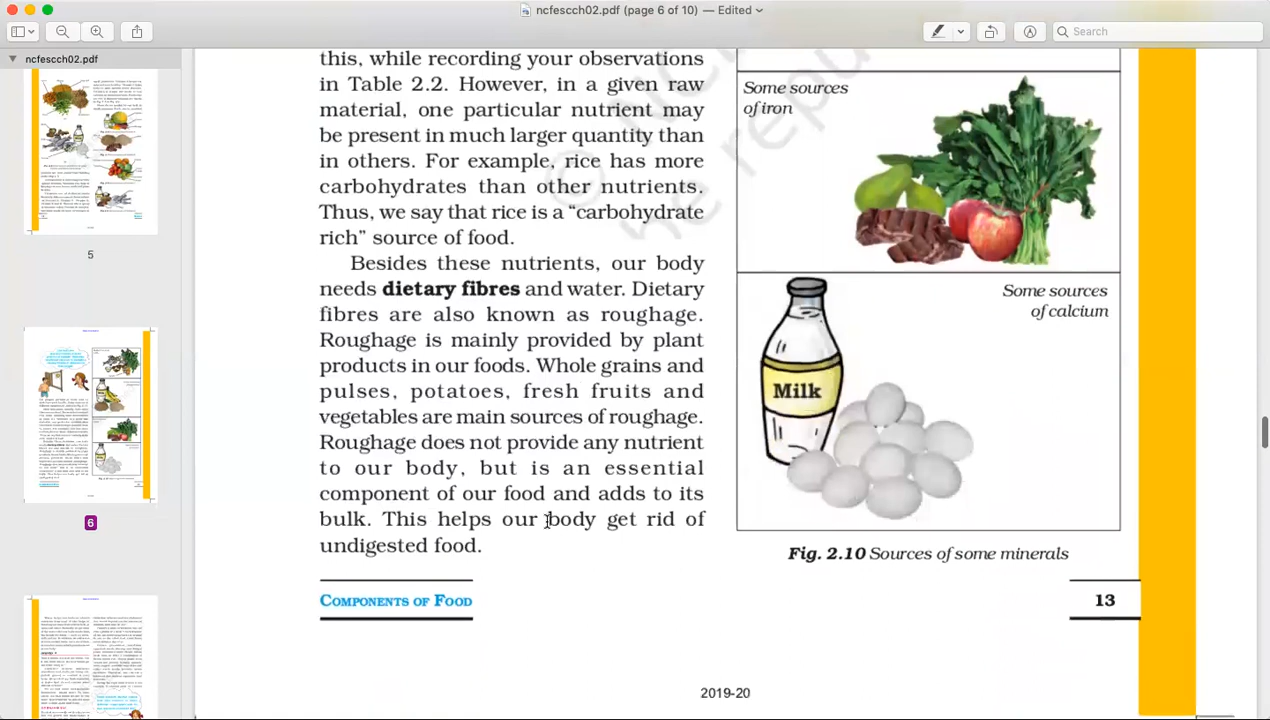 ncfescch02.pdf (page 6 of 10) — Edited
Search
ncfescch02.pdf
5
6
this, while recording your observations
in Table 2.2. However, in a given raw
material, one particular nutrient may
be present in much larger quantity than
in others. For example, rice has more
carbohydrates than other nutrients.
Thus, we say that rice is a “carbohydrate
rich” source of food.
Besides these nutrients, our body
needs dietary fibres and water. Dietary
fibres are also known as roughage.
Roughage is mainly provided by plant
products in our foods. Whole grains and
pulses, potatoes, fresh fruits and
vegetables are main sources of roughage.
Roughage does not provide any nutrient
to our body, but is an essential
component of our food and adds to its
bulk. This helps our body get rid of
undigested food.
Some sources
of iron
Some sources
of calcium
Milk
Fig. 2.10 Sources of some minerals
COMPONENTS OF FOOD
13
2019-20